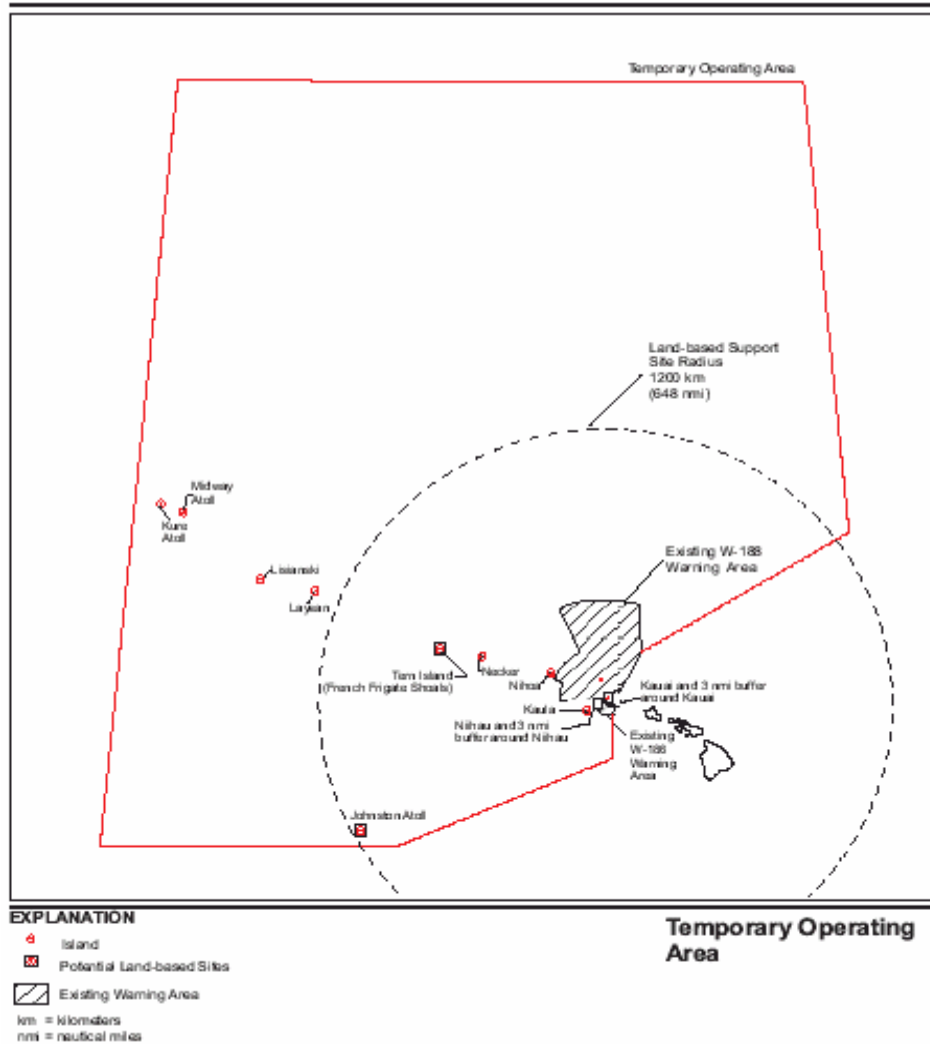 Temporary Operating Area
Land-based Support
Site Radius
1200 km
(648 nmi)
Midway
Atoll
Kure
Atoll
Existing W-188
Warning Area
Lisianski
Laysan
Tern Island
(French Frigate Shoals)
Necker
Nihoa
Kauai and 3 nmi buffer
around Kauai
Kaula
Niihau and 3 nmi
buffer around Niihau
Existing
W-186
Warning
Area
Johnston Atoll
EXPLANATION
Island
Potential Land-based Sites
Existing Warning Area
km = kilometers
nmi = nautical miles
Temporary Operating
Area